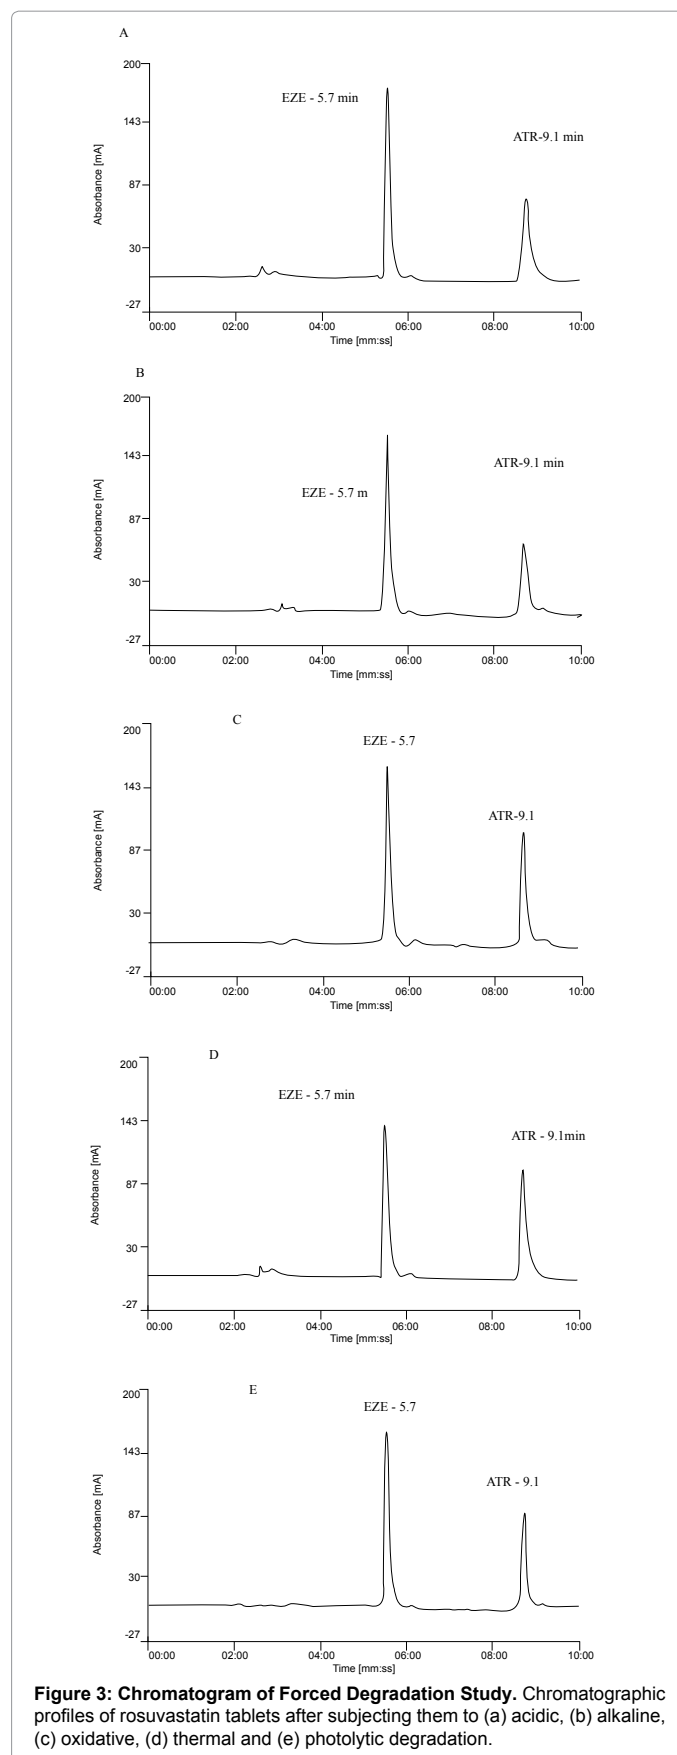 A
200
EZE - 5.7 min
143
ATR-9.1 min
Absorbance [mA]
87
30
-27
00:00 02:00 04:00 06:00 08:00 10:00
Time [mm:ss]
B
200
143
ATR-9.1 min
EZE - 5.7 m
Absorbance [mA]
87
30
-27
00:00 02:00 04:00 06:00 08:00 10:00
Time [mm:ss]
C
200
EZE - 5.7
143
ATR-9.1
Absorbance [mA]
87
30
-27
00:00 02:00 04:00 06:00 08:00 10:00
Time [mm:ss]
D
200
EZE - 5.7 min
143
ATR - 9.1min
Absorbance [mA]
87
30
-27
00:00 02:00 04:00 06:00 08:00 10:00
Time [mm:ss]
E
200
EZE - 5.7
143
ATR - 9.1
Absorbance [mA]
87
30
-27
00:00 02:00 04:00 06:00 08:00 10:00
Time [mm:ss]
Figure 3: Chromatogram of Forced Degradation Study. Chromatographic
profiles of rosuvastatin tablets after subjecting them to (a) acidic, (b) alkaline,
(c) oxidative, (d) thermal and (e) photolytic degradation.